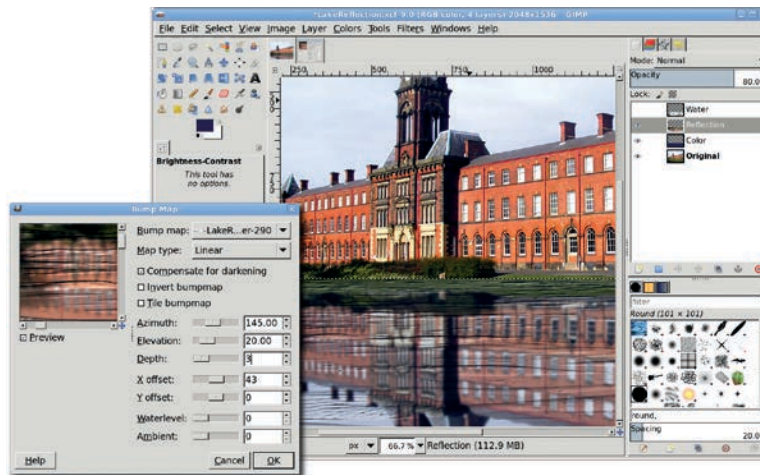 *LakeReflection.xcf-9.0 (RGB color, 4 layers) 2048x1536 – GIMP
File Edit Select View Image Layer Colors Tools Filters Windows Help
250 500 750 1000
Brightness-Contrast
This tool has
no options.
Mode: Normal
Opacity
80.0
Lock:
Water
Reflection
Color
Original
Bump Map
Bump map: -LakeR...er-290
Map type: Linear
Compensate for darkening
Invert bumpmap
Tile bumpmap
Preview
Azimuth: 145.00
Elevation: 20.00
Depth: 3
X offset: 43
Y offset: 0
Waterlevel: 0
Ambient: 0
Help Cancel OK
px 66.7% Reflection (112.9 MB)
filter
Round (101 × 101)
round,
Spacing
20.0